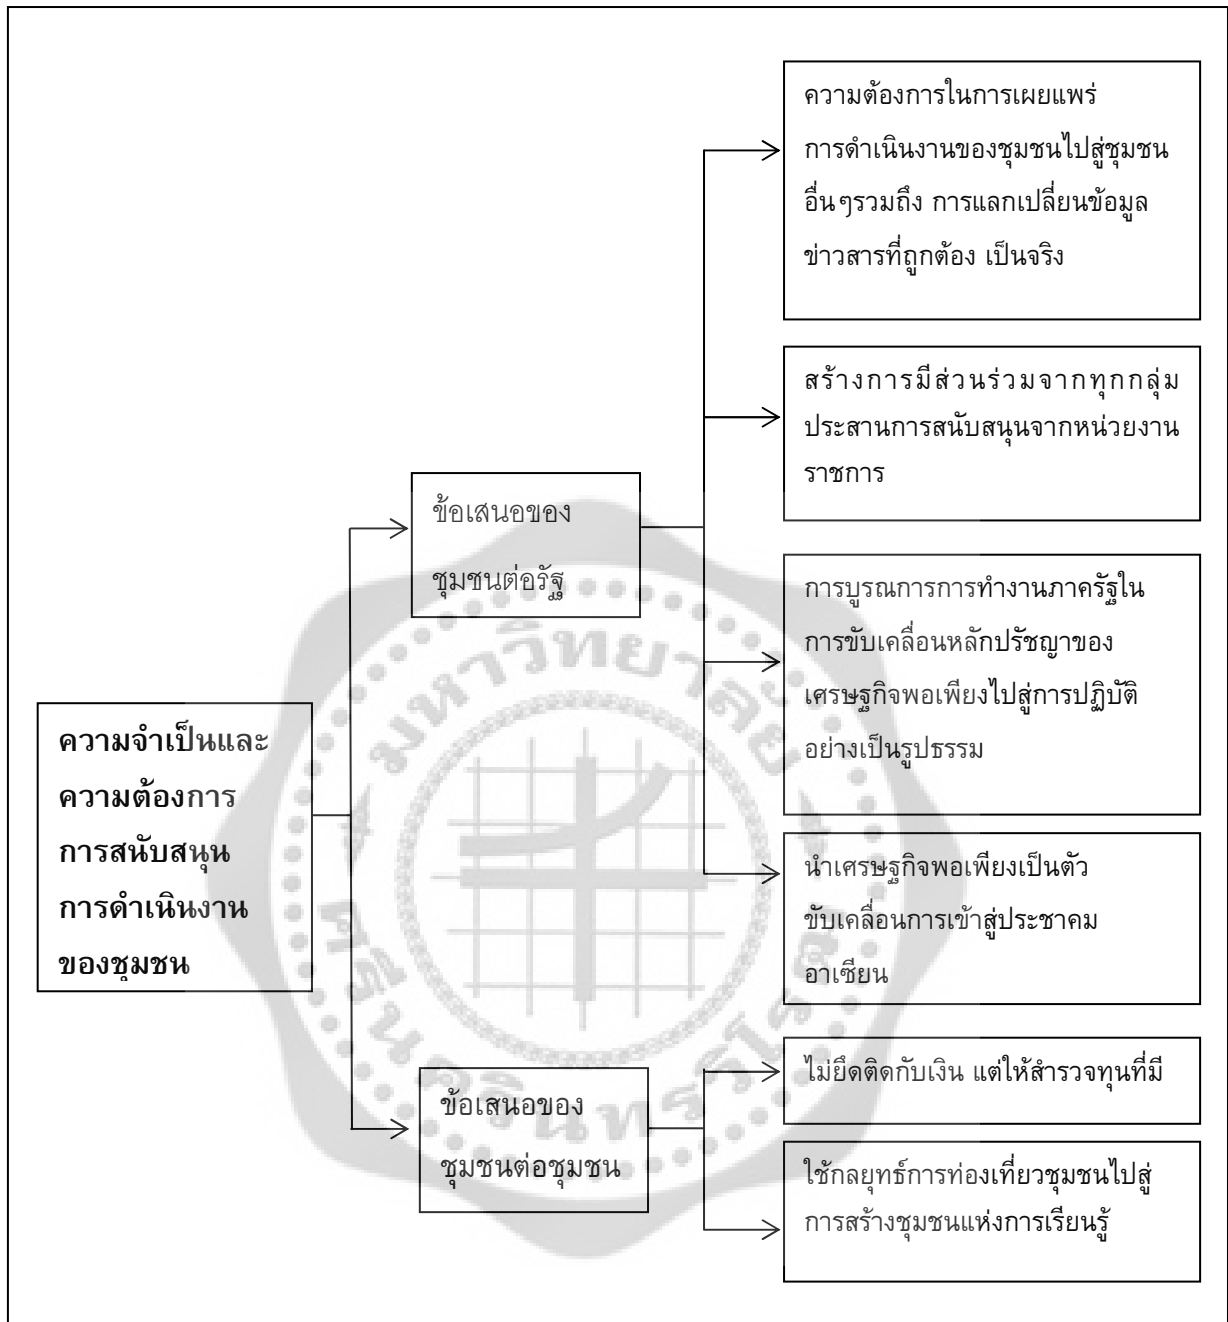 ความต้องการในการเผยแพร่
การดำเนินงานของชุมชนไปสู่ชุมชน
อื่นๆรวมถึง การแลกเปลี่ยนข้อมูล
ข่าวสารที่ถูกต้อง เป็นจริง
สร้างการมีส่วนร่วมจากทุกกลุ่ม
ประสานการสนับสนุนจากหน่วยงาน
ราชการ
ข้อเสนอของ
ชุมชนต่อรัฐ
การบูรณการการทำงานภาครัฐใน
การขับเคลื่อนหลักปรัชญาของ
เศรษฐกิจพอเพียงไปสู่การปฏิบัติ
อย่างเป็นรูปธรรม
ความจำเป็นและ
ความต้องการ
การสนับสนุน
การดำเนินงาน
ของชุมชน
นำเศรษฐกิจพอเพียงเป็นตัว
ขับเคลื่อนการเข้าสู่ประชาคม
อาเซียน
ข้อเสนอของ
ชุมชนต่อชุมชน
ไม่ยึดติดกับเงิน แต่ให้สำรวจทุนที่มี
ใช้กลยุทธ์การท่องเที่ยวชุมชนไปสู่
การสร้างชุมชนแห่งการเรียนรู้
มหาวิทยาลัย
ศรีนครินทรวิโรฒ